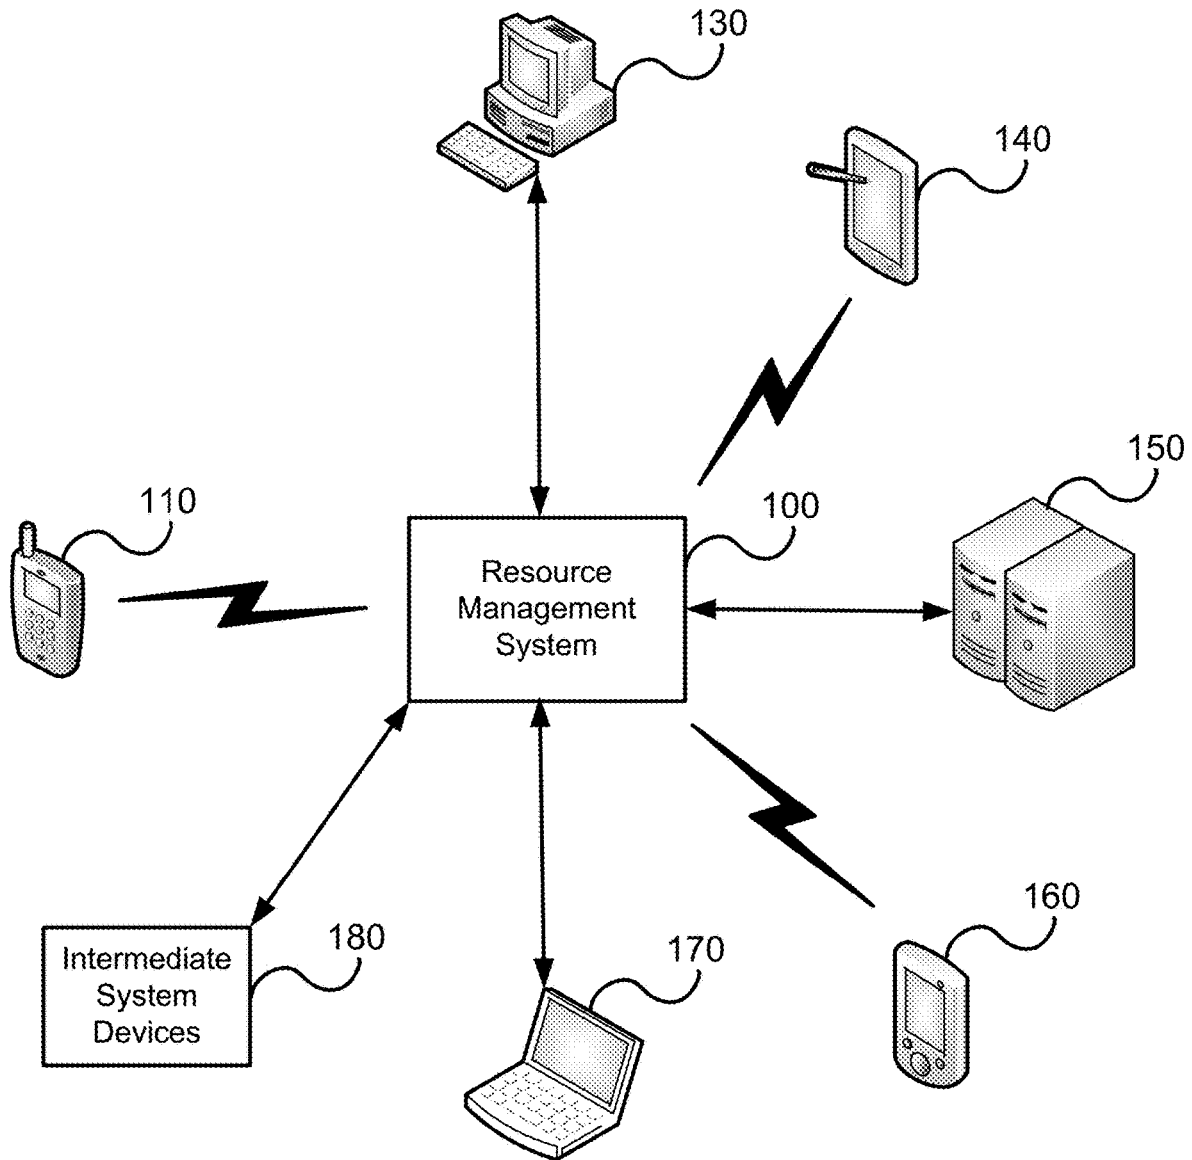 130
140
150
110
100
Resource
Management
System
160
180
170
Intermediate
System
Devices